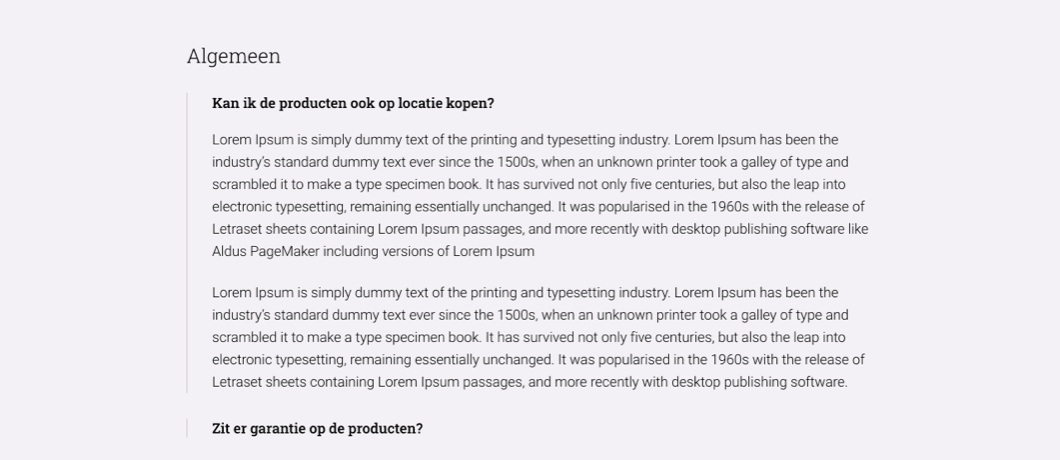 Algemeen
Kan ik de producten ook op locatie kopen?
Lorem Ipsum is simply dummy text of the printing and typesetting industry. Lorem Ipsum has been the
industry's standard dummy text ever since the 1500s, when an unknown printer took a galley of type and
scrambled it to make a type specimen book. It has survived not only five centuries, but also the leap into
electronic typesetting, remaining essentially unchanged. It was popularised in the 1960s with the release of
Letraset sheets containing Lorem Ipsum passages, and more recently with desktop publishing software like
Aldus PageMaker including versions of Lorem Ipsum
Lorem Ipsum is simply dummy text of the printing and typesetting industry. Lorem Ipsum has been the
industry's standard dummy text ever since the 1500s, when an unknown printer took a galley of type and
scrambled it to make a type specimen book. It has survived not only five centuries, but also the leap into
electronic typesetting, remaining essentially unchanged. It was popularised in the 1960s with the release of
Letraset sheets containing Lorem Ipsum passages, and more recently with desktop publishing software.
Zit er garantie op de producten?